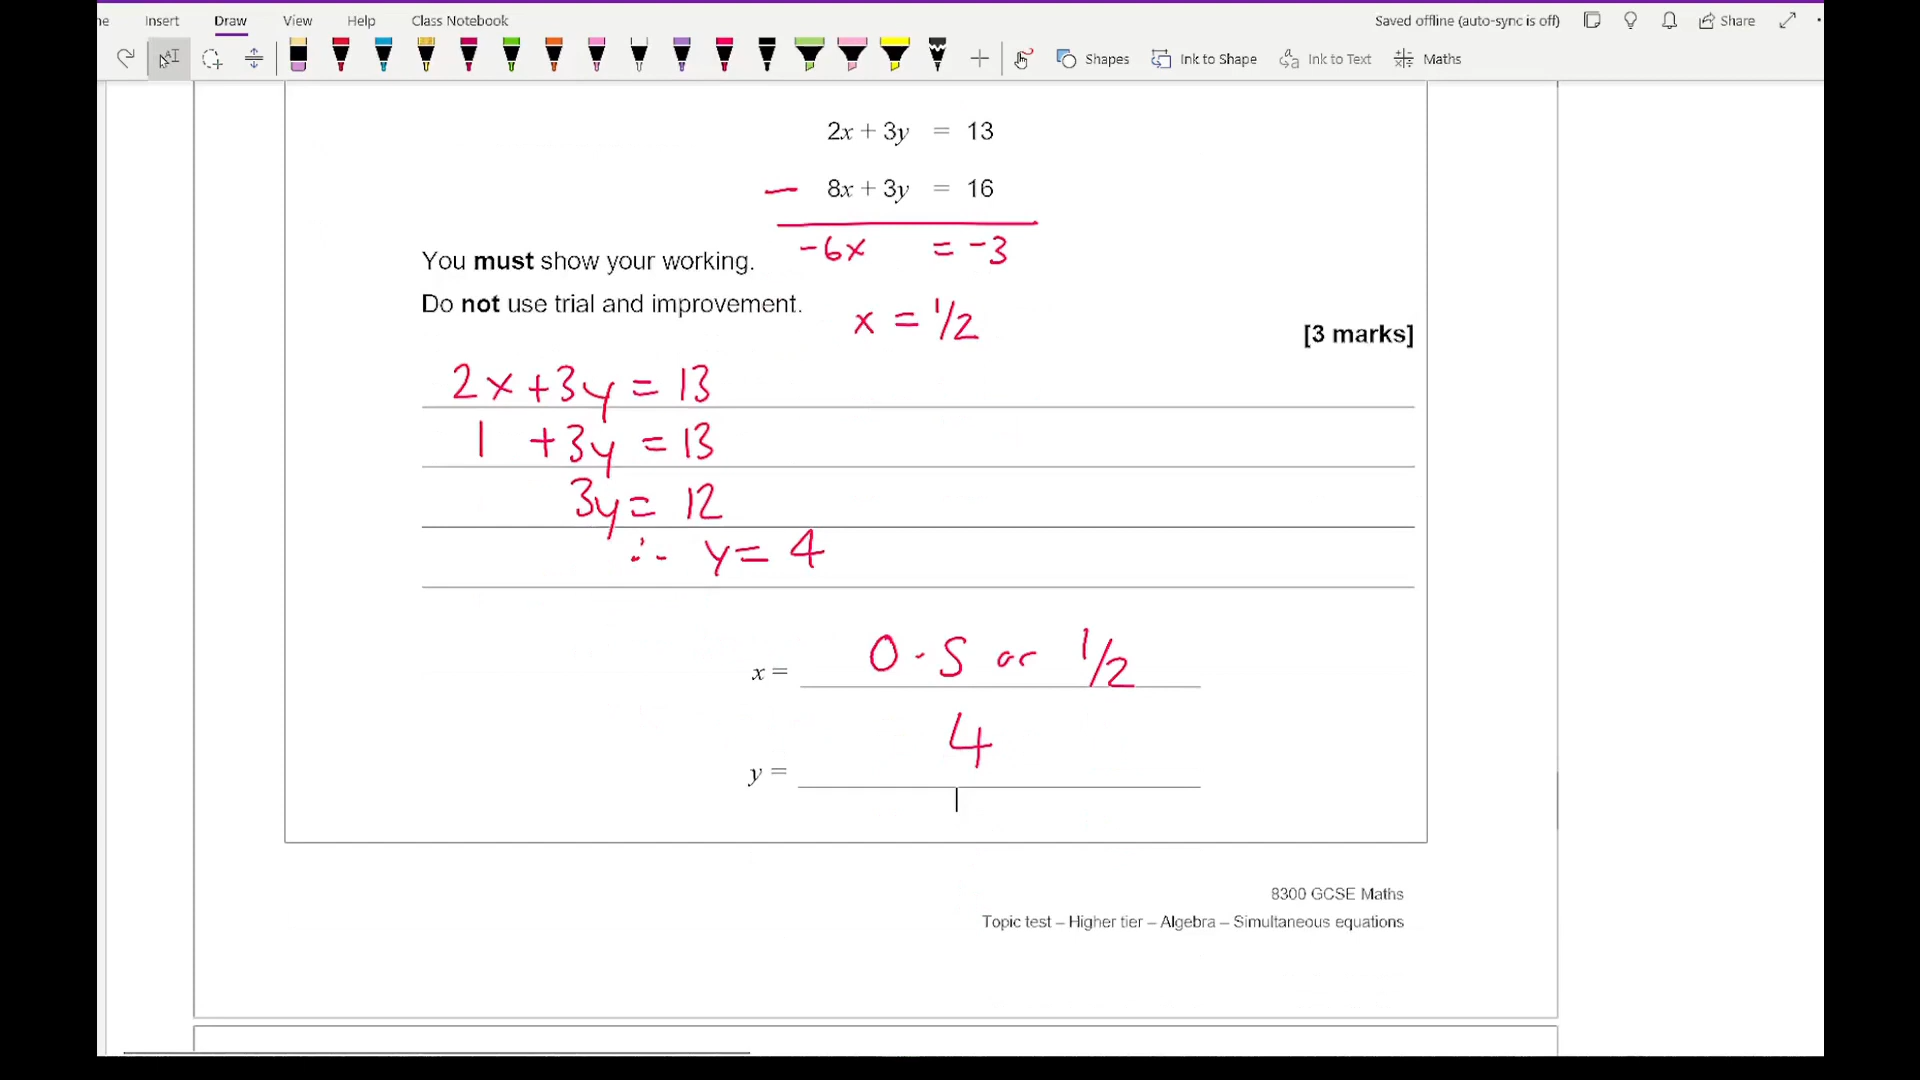 Insert Draw View Help Class Notebook Saved offline (auto-sync is off) Share
Shapes Ink to Shape Ink to Text Maths
2x + 3y = 13
— 8x + 3y = 16
-6x = -3
You must show your working.
Do not use trial and improvement.
x = 1/2
[3 marks]
2x +3y = 13
1 +3y = 13
3y = 12
∴ y = 4
x = 0.5 or 1/2
y = 4
8300 GCSE Maths
Topic test – Higher tier – Algebra – Simultaneous equations